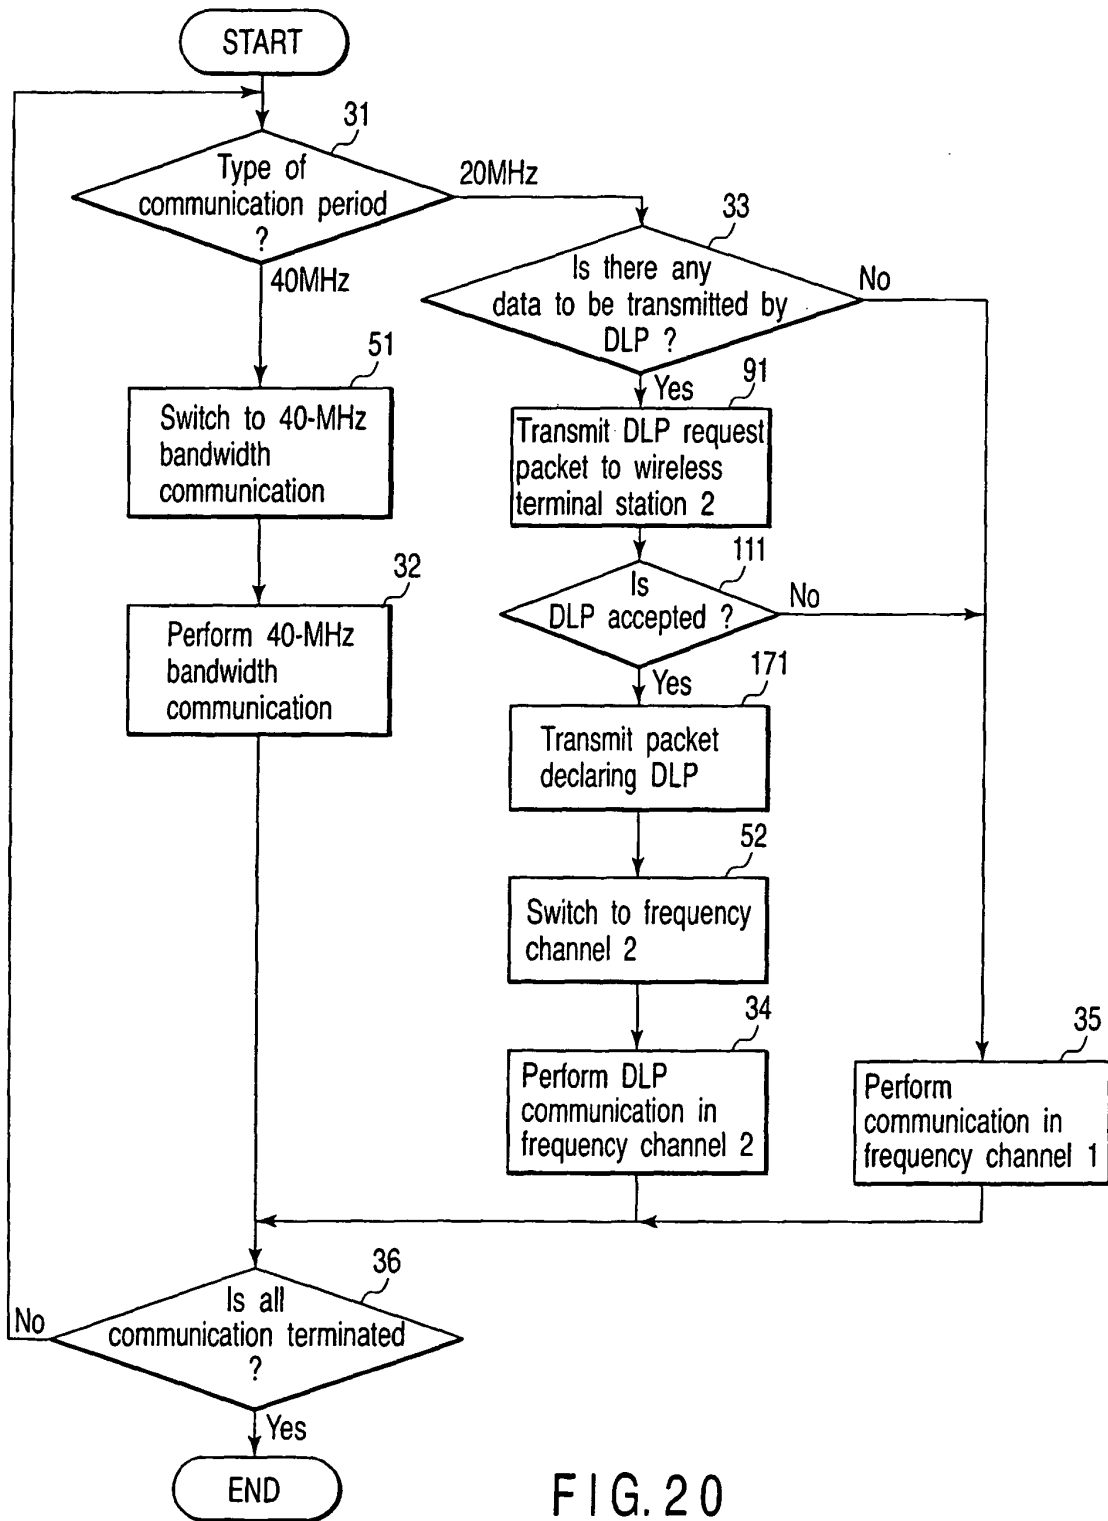 START
31
Type of
communication period
?
20MHz
40MHz
33
Is there any
data to be transmitted by
DLP ?
No
Yes
51
Switch to 40-MHz
bandwidth
communication
91
Transmit DLP request
packet to wireless
terminal station 2
32
Perform 40-MHz
bandwidth
communication
111
Is
DLP accepted ?
No
Yes
171
Transmit packet
declaring DLP
52
Switch to frequency
channel 2
34
Perform DLP
communication in
frequency channel 2
35
Perform
communication in
frequency channel 1
36
Is all
communication terminated
?
No
Yes
END
FIG. 20